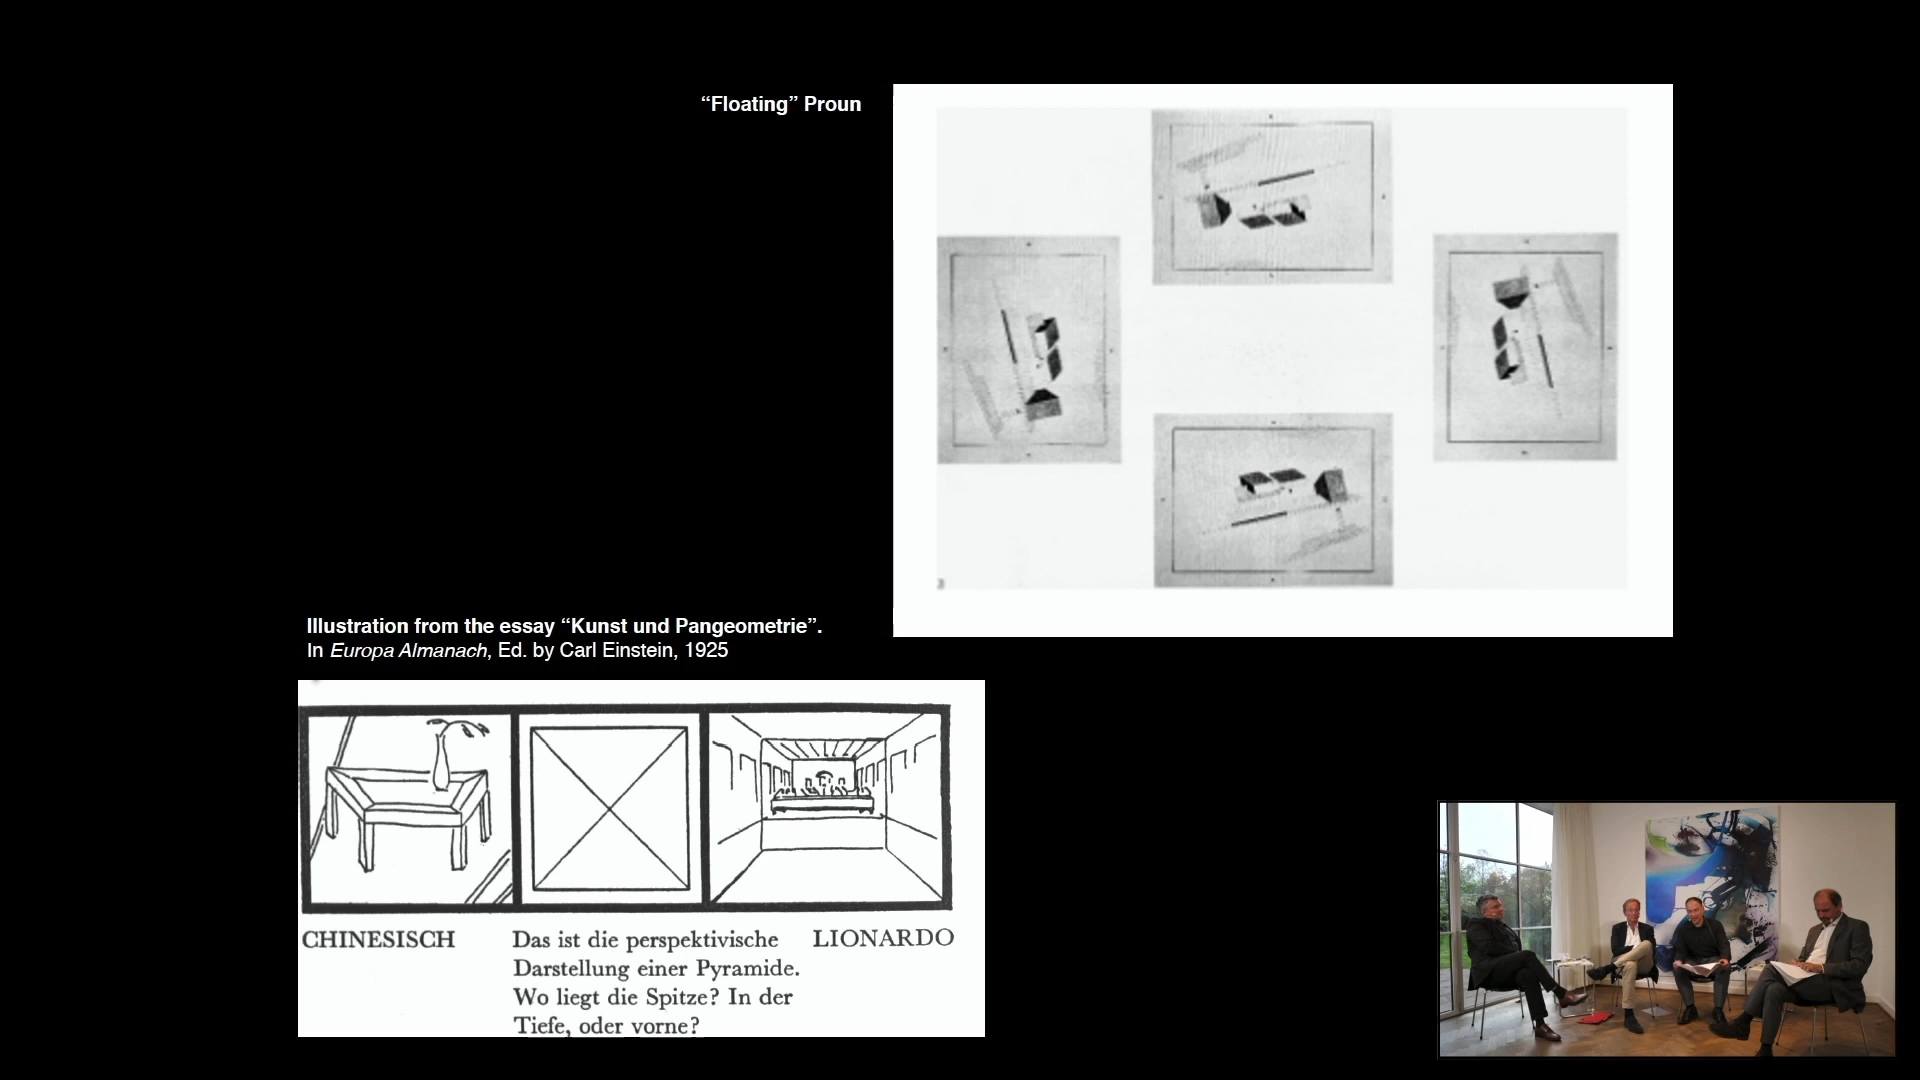 “Floating” Proun
Illustration from the essay “Kunst und Pangeometrie”.
In Europa Almanach, Ed. by Carl Einstein, 1925
CHINESISCH
Das ist die perspektivische
Darstellung einer Pyramide.
Wo liegt die Spitze? In der
Tiefe, oder vorne?
LIONARDO